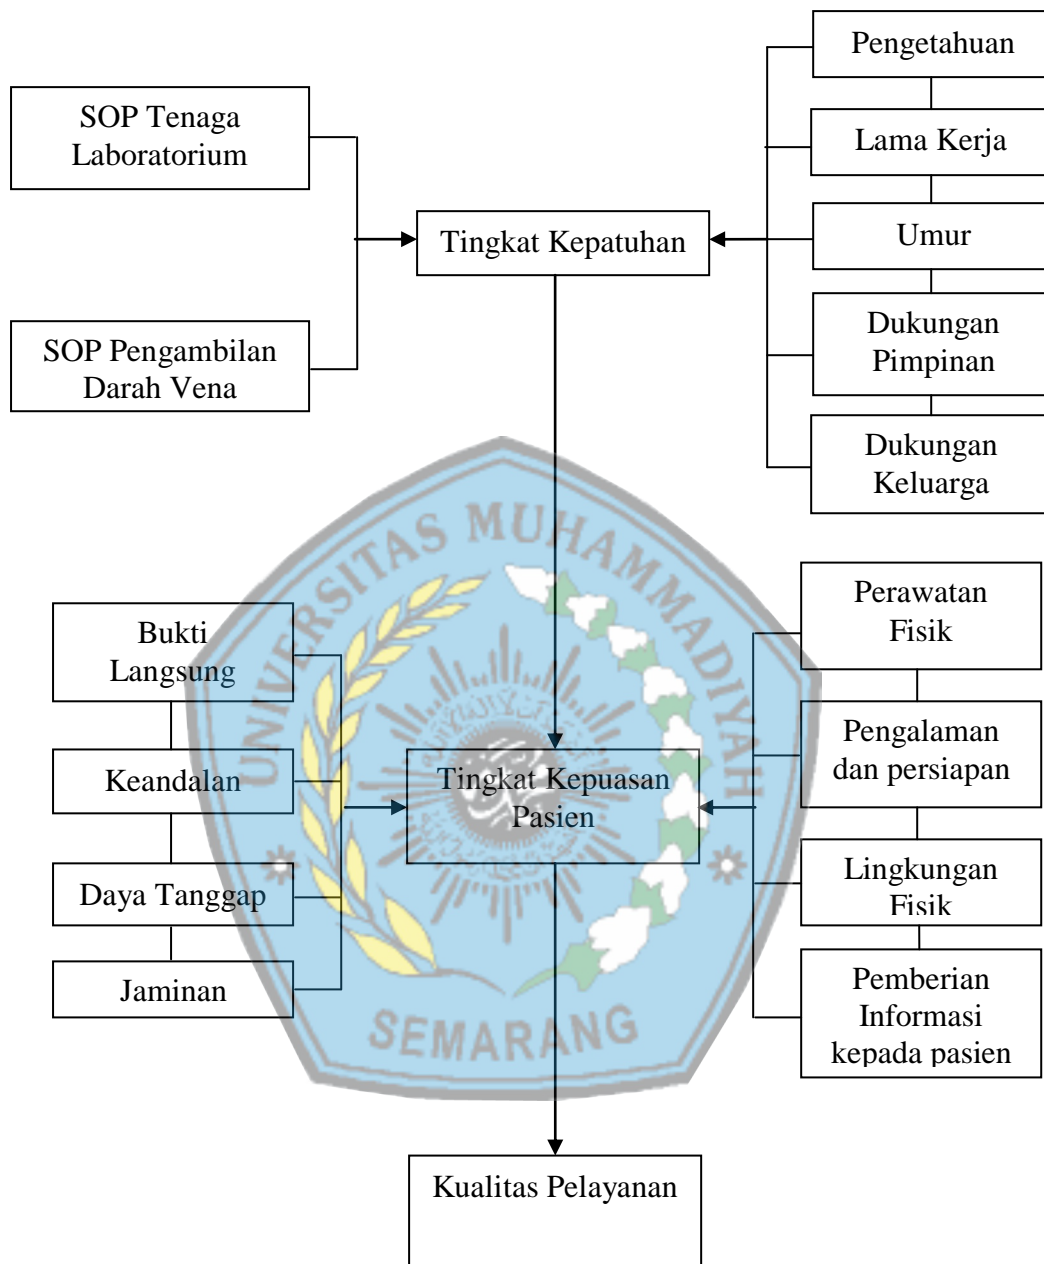 Pengetahuan
SOP Tenaga
Laboratorium
Lama Kerja
Tingkat Kepatuhan
Umur
SOP Pengambilan
Darah Vena
Dukungan
Pimpinan
Dukungan
Keluarga
UNIVERSITAS MUHAMMADIYAH
SEMARANG
Bukti
Langsung
Perawatan
Fisik
Keandalan
Tingkat Kepuasan
Pasien
Pengalaman
dan persiapan
Daya Tanggap
Lingkungan
Fisik
Jaminan
Pemberian
Informasi
kepada pasien
Kualitas Pelayanan